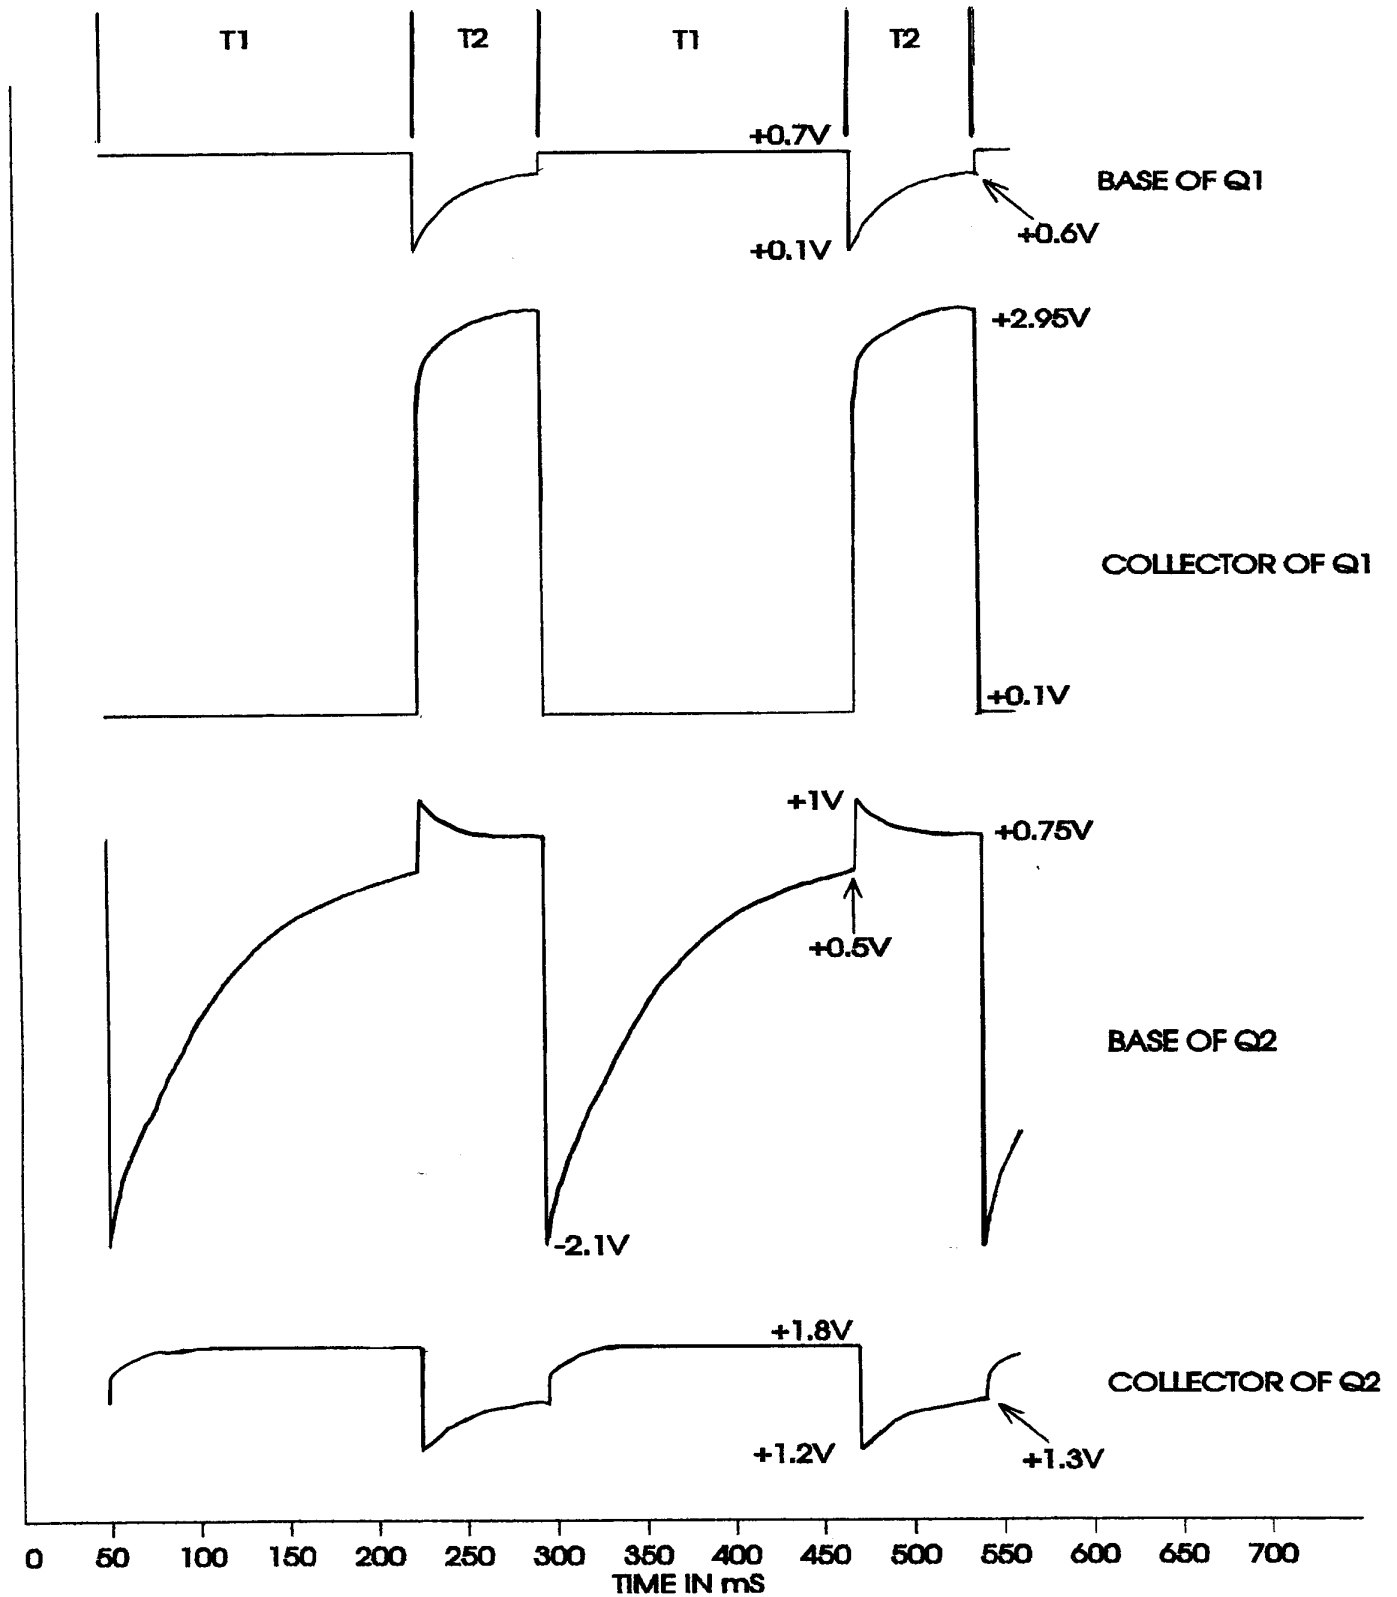 T1 T2 T1 T2
+0.7V
BASE OF Q1
+0.6V
+0.1V
+2.95V
COLLECTOR OF Q1
+0.1V
+1V
+0.75V
+0.5V
BASE OF Q2
-2.1V
+1.8V
COLLECTOR OF Q2
+1.2V
+1.3V
0 50 100 150 200 250 300 350 400 450 500 550 600 650 700
TIME IN mS